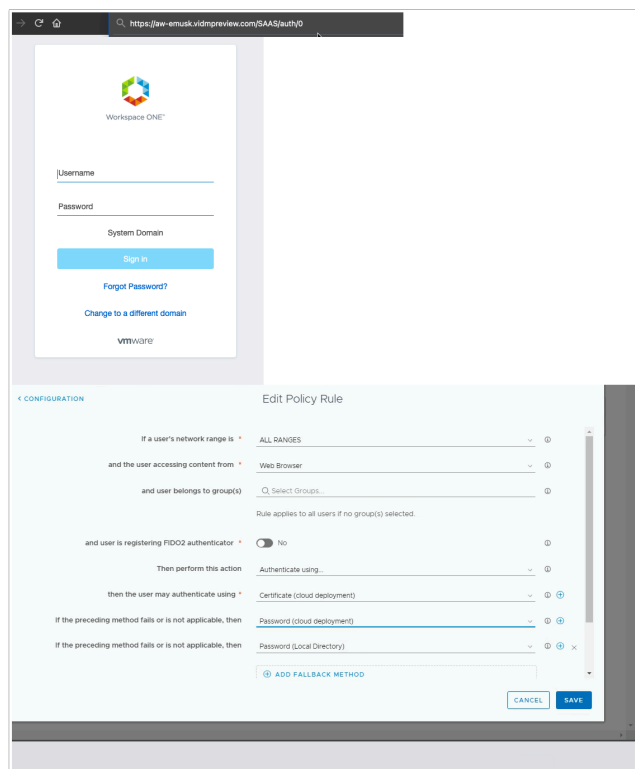 https://aw-emusk.vidmpreview.com/SAAS/auth/0
Workspace ONE™
Username
Password
System Domain
Sign in
Forgot Password?
Change to a different domain
vmware
< CONFIGURATION
Edit Policy Rule
If a user's network range is * ALL RANGES
and the user accessing content from * Web Browser
and user belongs to group(s) Select Groups...
Rule applies to all users if no group(s) selected.
and user is registering FIDO2 authenticator * No
Then perform this action Authenticate using...
then the user may authenticate using * Certificate (cloud deployment)
If the preceding method fails or is not applicable, then Password (cloud deployment)
If the preceding method fails or is not applicable, then Password (Local Directory)
ADD FALLBACK METHOD
CANCEL SAVE